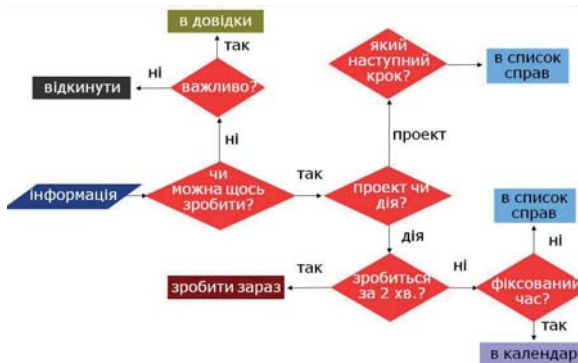 в довідки
так
ні
відкинути
важливо?
ні
інформація
чи
можна щось
зробити?
так
проект чи
дія?
проект
який
наступний
крок?
в список
справ
дія
зробиться
за 2 хв.?
так
зробити зараз
ні
фіксований
час?
ні
в список
справ
так
в календар